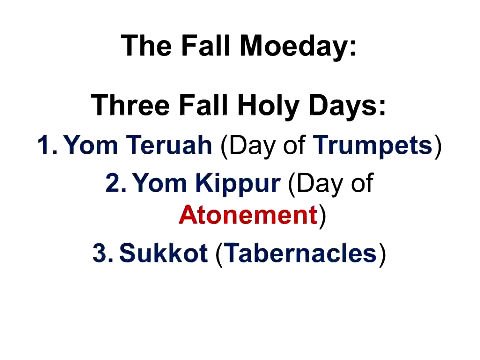 The Fall Moeday:
Three Fall Holy Days:
1. Yom Teruah (Day of Trumpets)
2. Yom Kippur (Day of
Atonement)
3. Sukkot (Tabernacles)